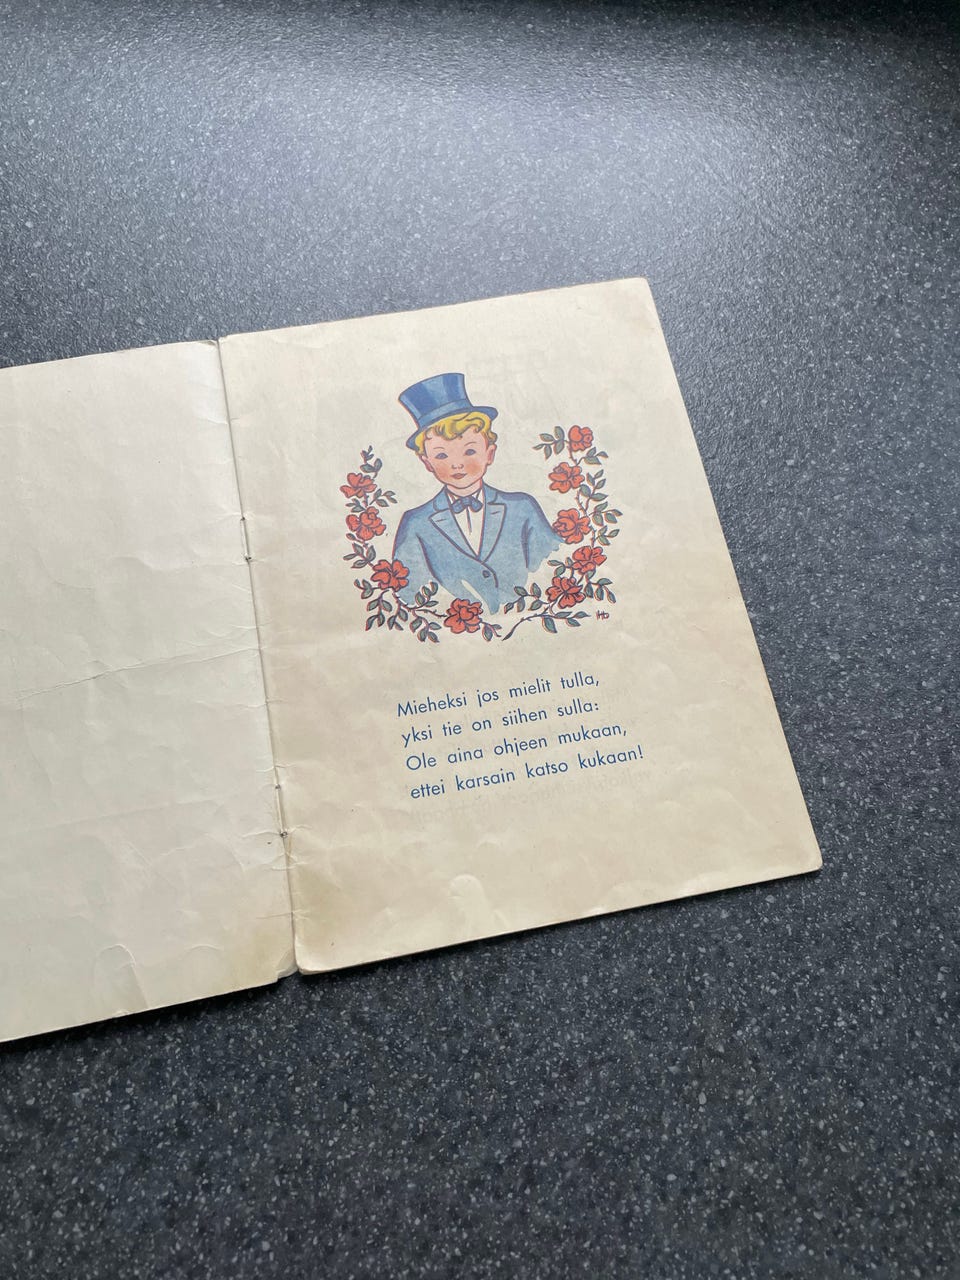 Mieheksi jos mielit tulla,
yksi tie on siihen sulla:
Ole aina ohjeen mukaan,
ettei karsain katso kukaan!